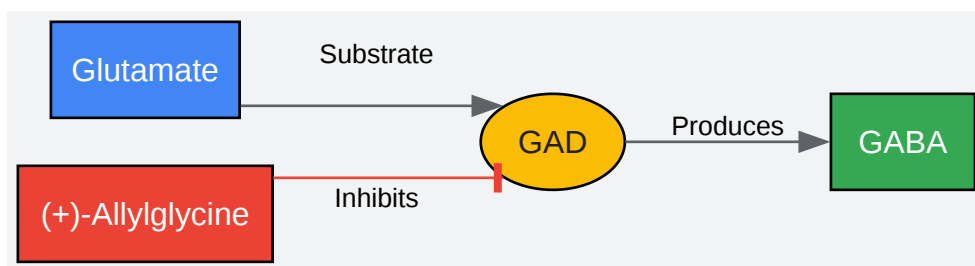 Glutamate
Substrate
GAD
Produces
GABA
(+)-Allylglycine
Inhibits